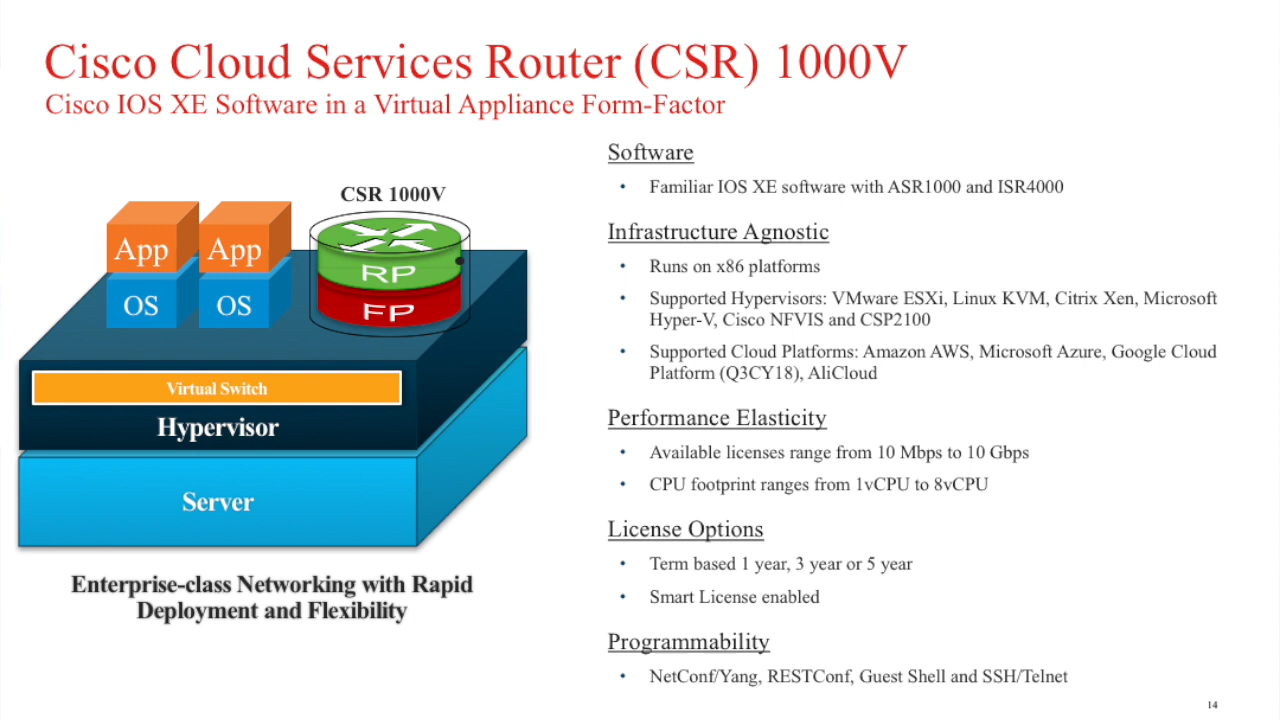 Cisco Cloud Services Router (CSR) 1000V
Cisco IOS XE Software in a Virtual Appliance Form-Factor
CSR 1000V
App
App
OS
OS
RP
FP
Virtual Switch
Hypervisor
Server
Enterprise-class Networking with Rapid
Deployment and Flexibility
Software
• Familiar IOS XE software with ASR1000 and ISR4000
Infrastructure Agnostic
• Runs on x86 platforms
• Supported Hypervisors: VMware ESXi, Linux KVM, Citrix Xen, Microsoft
Hyper-V, Cisco NFVIS and CSP2100
• Supported Cloud Platforms: Amazon AWS, Microsoft Azure, Google Cloud
Platform (Q3CY18), AliCloud
Performance Elasticity
• Available licenses range from 10 Mbps to 10 Gbps
• CPU footprint ranges from 1vCPU to 8vCPU
License Options
• Term based 1 year, 3 year or 5 year
• Smart License enabled
Programmability
• NetConf/Yang, RESTConf, Guest Shell and SSH/Telnet
14